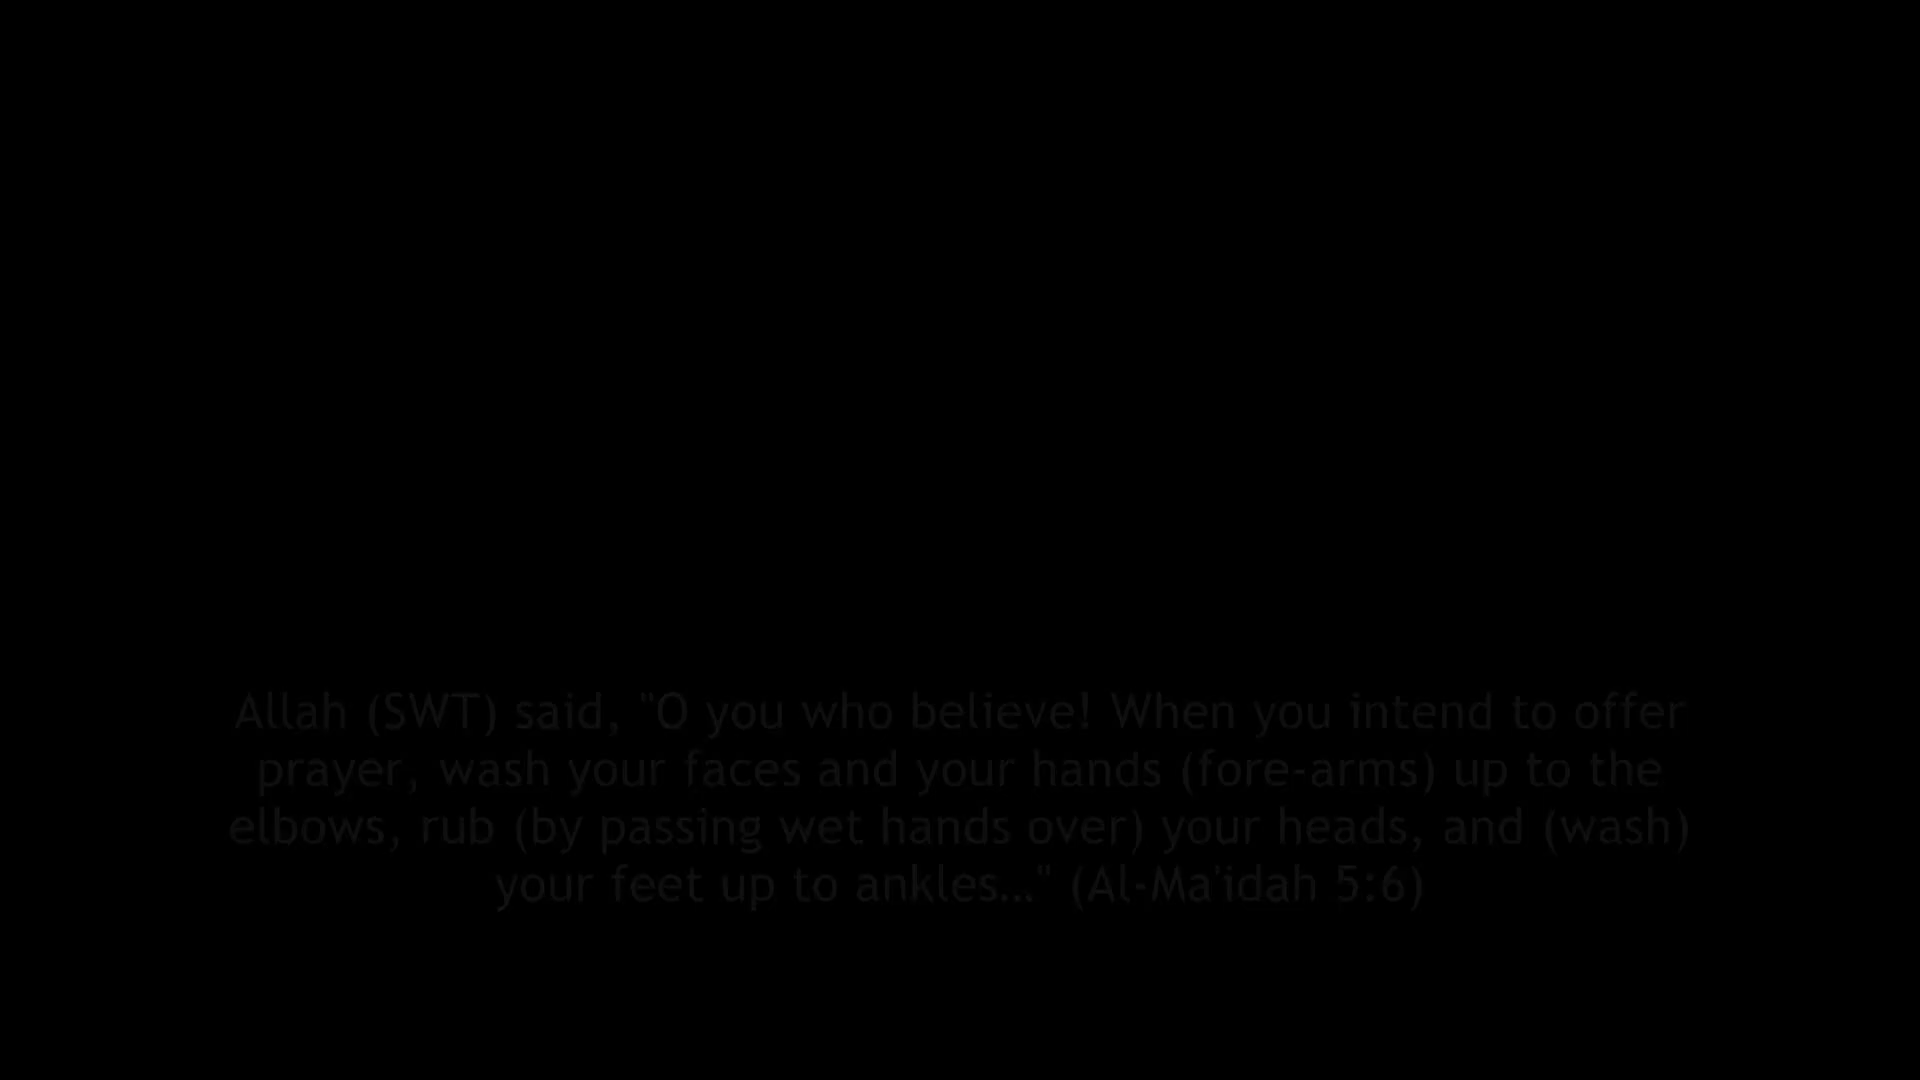 Allah (SWT) said, "O you who believe! When you intend to offer
prayer, wash your faces and your hands (fore-arms) up to the
elbows, rub (by passing wet hands over) your heads, and (wash)
your feet up to ankles..." (Al-Ma'idah 5:6)